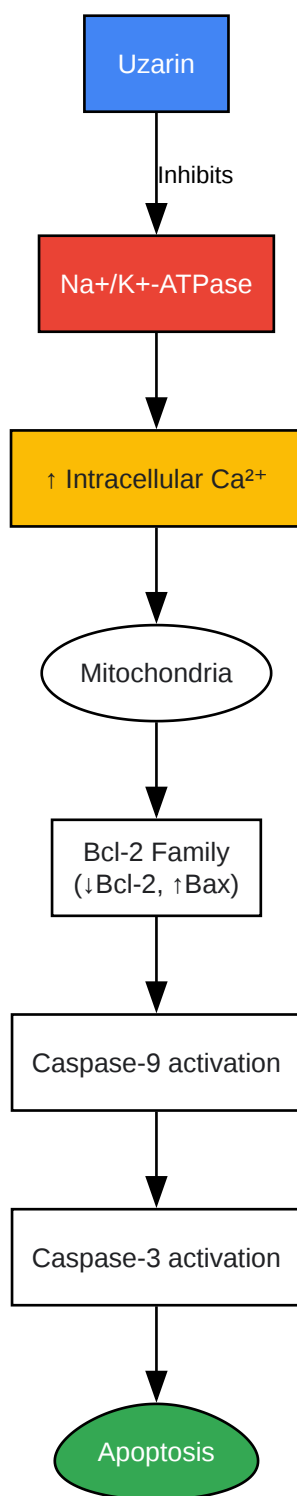 Uzarin
Inhibits
Na+/K+-ATPase
↑ Intracellular Ca²⁺
Mitochondria
Bcl-2 Family
(↓Bcl-2, ↑Bax)
Caspase-9 activation
Caspase-3 activation
Apoptosis